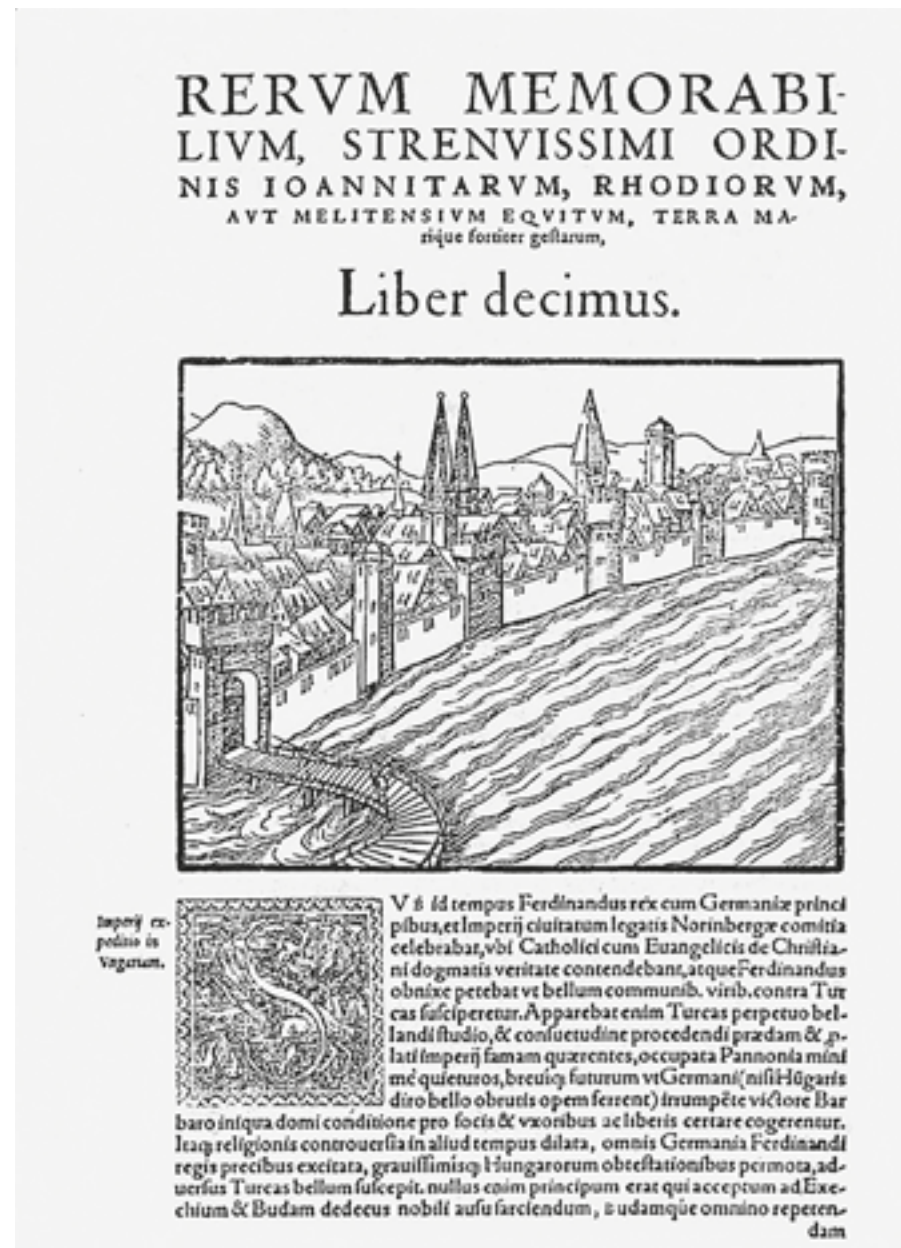 RERVM MEMORABI-
LIVM, STRENVISSIMI ORDI-
NIS IOANNITARVM, RHODIORVM,
AVT MELITENSIVM EQVITVM, TERRA MA-
rique fortiter gestarum,
Liber decimus.
Imperij ex-
peditio in
Vngariam.
SVb id tempus Ferdinandus rex cum Germaniæ princi
pibus, et Imperij ciuitatum legatis Norinbergæ comitia
celebrabat, vbi Catholici cum Euangelicis de Christia-
ni dogmatis veritate contendebant, atque Ferdinandus
obnixe petebat vt bellum communib. virib. contra Tur
cas susciperetur. Apparebat enim Turcas perpetuo bel-
landi studio, & consuetudine procedendi prædam & ꝓ-
lati imperij famam quærentes, occupata Pannonia mini
me quieturos, breuiq; futurum vt Germani (nisi Hūgaris
diro bello obrutis opem ferrent) irrumpēte victore Bar
baro iniqua domi conditione pro focis & vxoribus ac liberis certare cogerentur.
Itaq; religionis controuersia in aliud tempus dilata, omnis Germania Ferdinandi
regis precibus excitata, grauissimisq; Hungarorum obtestationibus permota, ad-
uersus Turcas bellum suscepit. nullus enim principum erat qui acceptum ad Exe-
chium & Budam dedecus nobili ausu sarciendum, Budamque omnino repeten-
dam